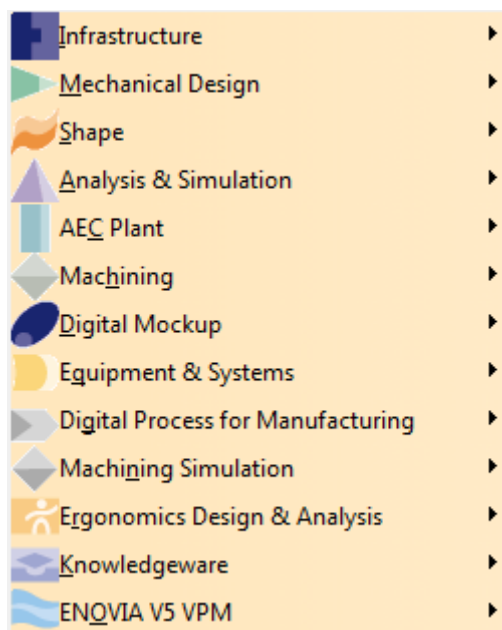 Infrastructure
Mechanical Design
Shape
Analysis & Simulation
AEC Plant
Machining
Digital Mockup
Equipment & Systems
Digital Process for Manufacturing
Machining Simulation
Ergonomics Design & Analysis
Knowledgeware
ENOVIA V5 VPM